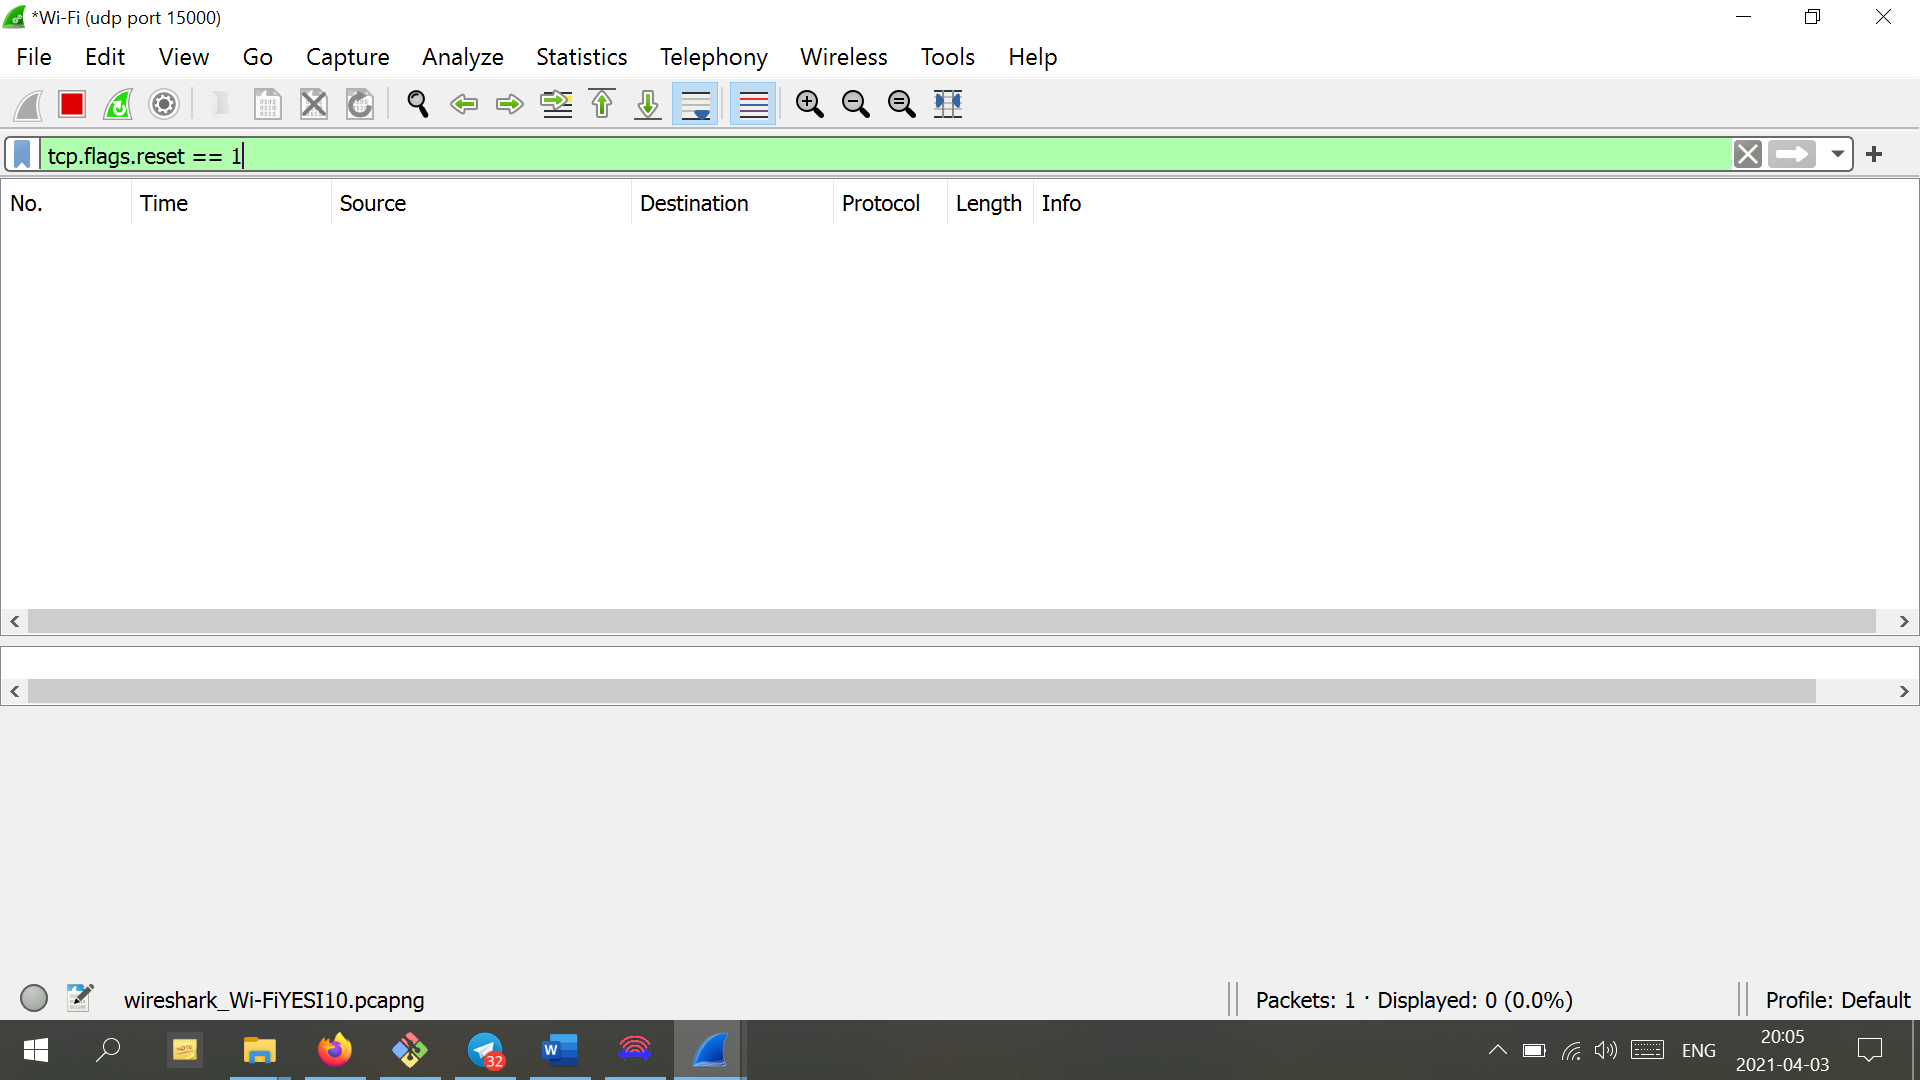 *Wi-Fi (udp port 15000)
File Edit View Go Capture Analyze Statistics Telephony Wireless Tools Help
tcp.flags.reset == 1
No. Time Source Destination Protocol Length Info
wireshark_Wi-FiYESI10.pcapng Packets: 1 · Displayed: 0 (0.0%) Profile: Default
NOTE
32
W
ENG
20:05
2021-04-03